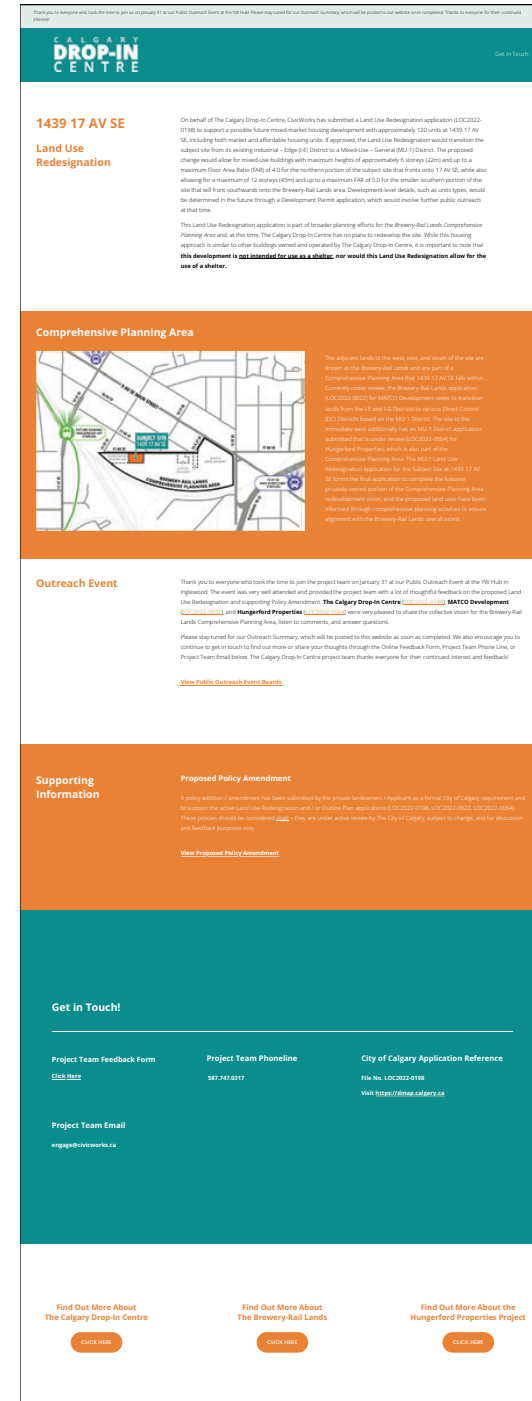 Thank you to everyone who took the time to join us on January 31 at our Public Outreach Event at the YW Hub! Please stay tuned for our Outreach Summary, which will be posted to our website once completed. Thanks to everyone for their continued
interest!
CALGARY
DROP-IN
CENTRE
Get in Touch
1439 17 AV SE
Land Use
Redesignation
On behalf of The Calgary Drop-In Centre, CivicWorks has submitted a Land Use Redesignation application (LOC2022-
0198) to support a possible future mixed-market housing development with approximately 120 units at 1439 17 AV
SE, including both market and affordable housing units. If approved, the Land Use Redesignation would transition the
subject site from its existing Industrial – Edge (I-E) District to a Mixed-Use – General (MU-1) District. The proposed
change would allow for mixed-use buildings with maximum heights of approximately 6 storeys (22m) and up to a
maximum Floor Area Ratio (FAR) of 4.0 for the northern portion of the subject site that fronts onto 17 AV SE, while also
allowing for a maximum of 12 storeys (45m) and up to a maximum FAR of 5.0 for the smaller southern portion of the
site that will front southwards onto the Brewery-Rail Lands area. Development-level details, such as units types, would
be determined in the future through a Development Permit application, which would involve further public outreach
at that time.
This Land Use Redesignation application is part of broader planning efforts for the Brewery-Rail Lands Comprehensive
Planning Area and, at this time, The Calgary Drop-In Centre has no plans to redevelop the site. While this housing
approach is similar to other buildings owned and operated by The Calgary Drop-In Centre, it is important to note that
this development is not intended for use as a shelter, nor would this Land Use Redesignation allow for the
use of a shelter.
Comprehensive Planning Area
SUBJECT SITE
1439 17 AV SE
17 AV SE
BREWERY-RAIL LANDS
COMPREHENSIVE PLANNING AREA
The adjacent lands to the west, east, and south of the site are
known as the Brewery-Rail Lands and are part of a
Comprehensive Planning Area that 1439 17 AV SE falls within.
Currently under review, the Brewery-Rail Lands application
(LOC2022-0022) for MATCO Development seeks to transition
lands from the I-E and I-G Districts to various Direct Control
(DC) Districts based on the MU-1 District. The site to the
immediate west additionally has an MU-1 District application
submitted that is under review (LOC2022-0064) for
Hungerford Properties, which is also part of the
Comprehensive Planning Area. The MU-1 Land Use
Redesignation application for the Subject Site at 1439 17 AV
SE forms the final application to complete the fulsome
privately-owned portion of the Comprehensive Planning Area
redevelopment vision, and the proposed land uses have been
informed through comprehensive planning activities to ensure
alignment with the Brewery-Rail Lands overall intent.
Outreach Event
Thank you to everyone who took the time to join the project team on January 31 at our Public Outreach Event at the YW Hub in
Inglewood. The event was very well attended and provided the project team with a lot of thoughtful feedback on the proposed Land
Use Redesignation and supporting Policy Amendment. The Calgary Drop-In Centre (LOC2022-0198), MATCO Development
(LOC2022-0022), and Hungerford Properties (LOC2022-0064) were very pleased to share the collective vision for the Brewery-Rail
Lands Comprehensive Planning Area, listen to comments, and answer questions.
Please stay tuned for our Outreach Summary, which will be posted to this website as soon as completed. We also encourage you to
continue to get in touch to find out more or share your thoughts through the Online Feedback Form, Project Team Phone Line, or
Project Team Email below. The Calgary Drop-In Centre project team thanks everyone for their continued interest and feedback!
View Public Outreach Event Boards
Supporting
Information
Proposed Policy Amendment
A policy addition / amendment has been submitted by the private landowners / Applicant as a formal City of Calgary requirement and
to support the active Land Use Redesignation and / or Outline Plan applications (LOC2022-0198, LOC2022-0022, LOC2022-0064).
These policies should be considered draft – they are under active review by The City of Calgary, subject to change, and for discussion
and feedback purposes only.
View Proposed Policy Amendment
Get in Touch!
Project Team Feedback Form
Click Here
Project Team Phoneline
587.747.0317
City of Calgary Application Reference
File No. LOC2022-0198
Visit https://dmap.calgary.ca
Project Team Email
engage@civicworks.ca
Find Out More About
The Calgary Drop-In Centre
CLICK HERE
Find Out More About
The Brewery-Rail Lands
CLICK HERE
Find Out More About the
Hungerford Properties Project
CLICK HERE